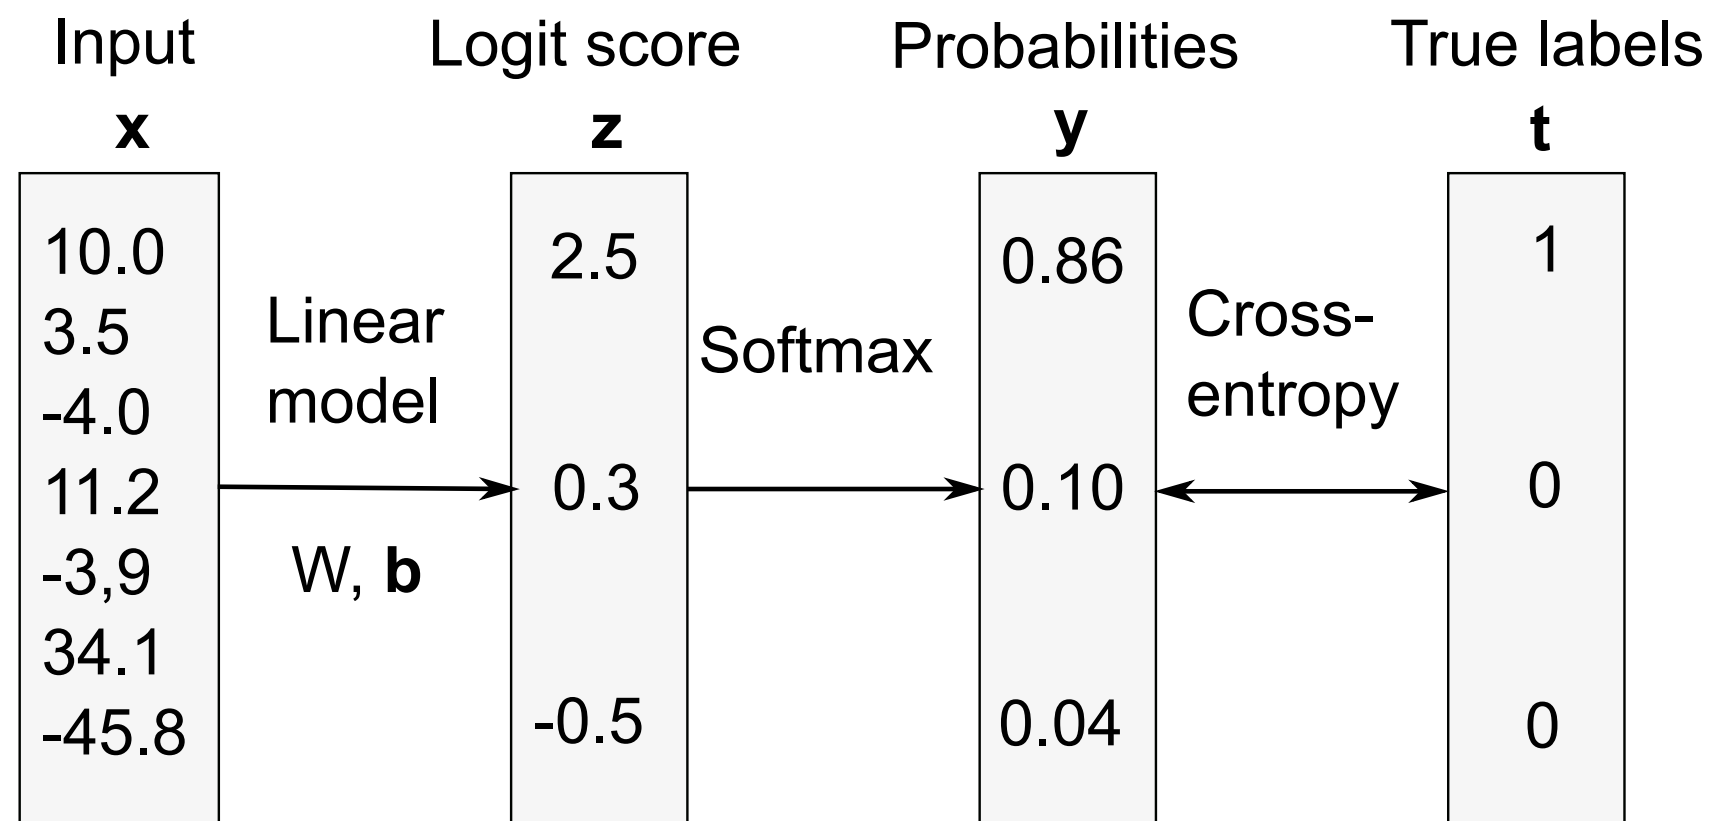 Input
x
10.0
3.5
-4.0
11.2
-3,9
34.1
-45.8
Linear
model
W, b
Logit score
z
2.5
0.3
-0.5
Softmax
Probabilities
y
0.86
0.10
0.04
Cross-
entropy
True labels
t
1
0
0